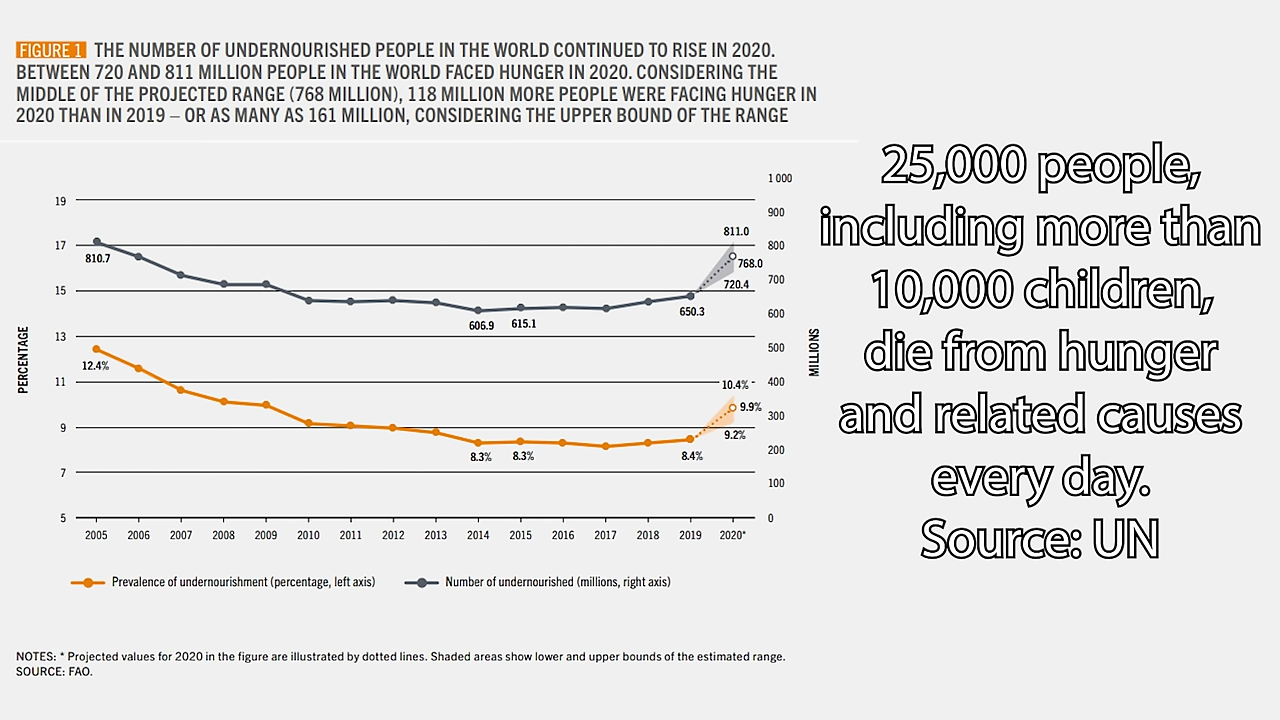 FIGURE 1 THE NUMBER OF UNDERNOURISHED PEOPLE IN THE WORLD CONTINUED TO RISE IN 2020.
BETWEEN 720 AND 811 MILLION PEOPLE IN THE WORLD FACED HUNGER IN 2020. CONSIDERING THE
MIDDLE OF THE PROJECTED RANGE (768 MILLION), 118 MILLION MORE PEOPLE WERE FACING HUNGER IN
2020 THAN IN 2019 – OR AS MANY AS 161 MILLION, CONSIDERING THE UPPER BOUND OF THE RANGE
PERCENTAGE
19
17
15
13
11
9
7
5
810.7
606.9
615.1
650.3
811.0
768.0
720.4
12.4%
8.3%
8.3%
8.4%
10.4%
9.9%
9.2%
1 000
900
800
700
600
500
400
300
200
100
0
MILLIONS
2005 2006 2007 2008 2009 2010 2011 2012 2013 2014 2015 2016 2017 2018 2019 2020*
Prevalence of undernourishment (percentage, left axis) Number of undernourished (millions, right axis)
NOTES: * Projected values for 2020 in the figure are illustrated by dotted lines. Shaded areas show lower and upper bounds of the estimated range.
SOURCE: FAO.
25,000 people,
including more than
10,000 children,
die from hunger
and related causes
every day.
Source: UN